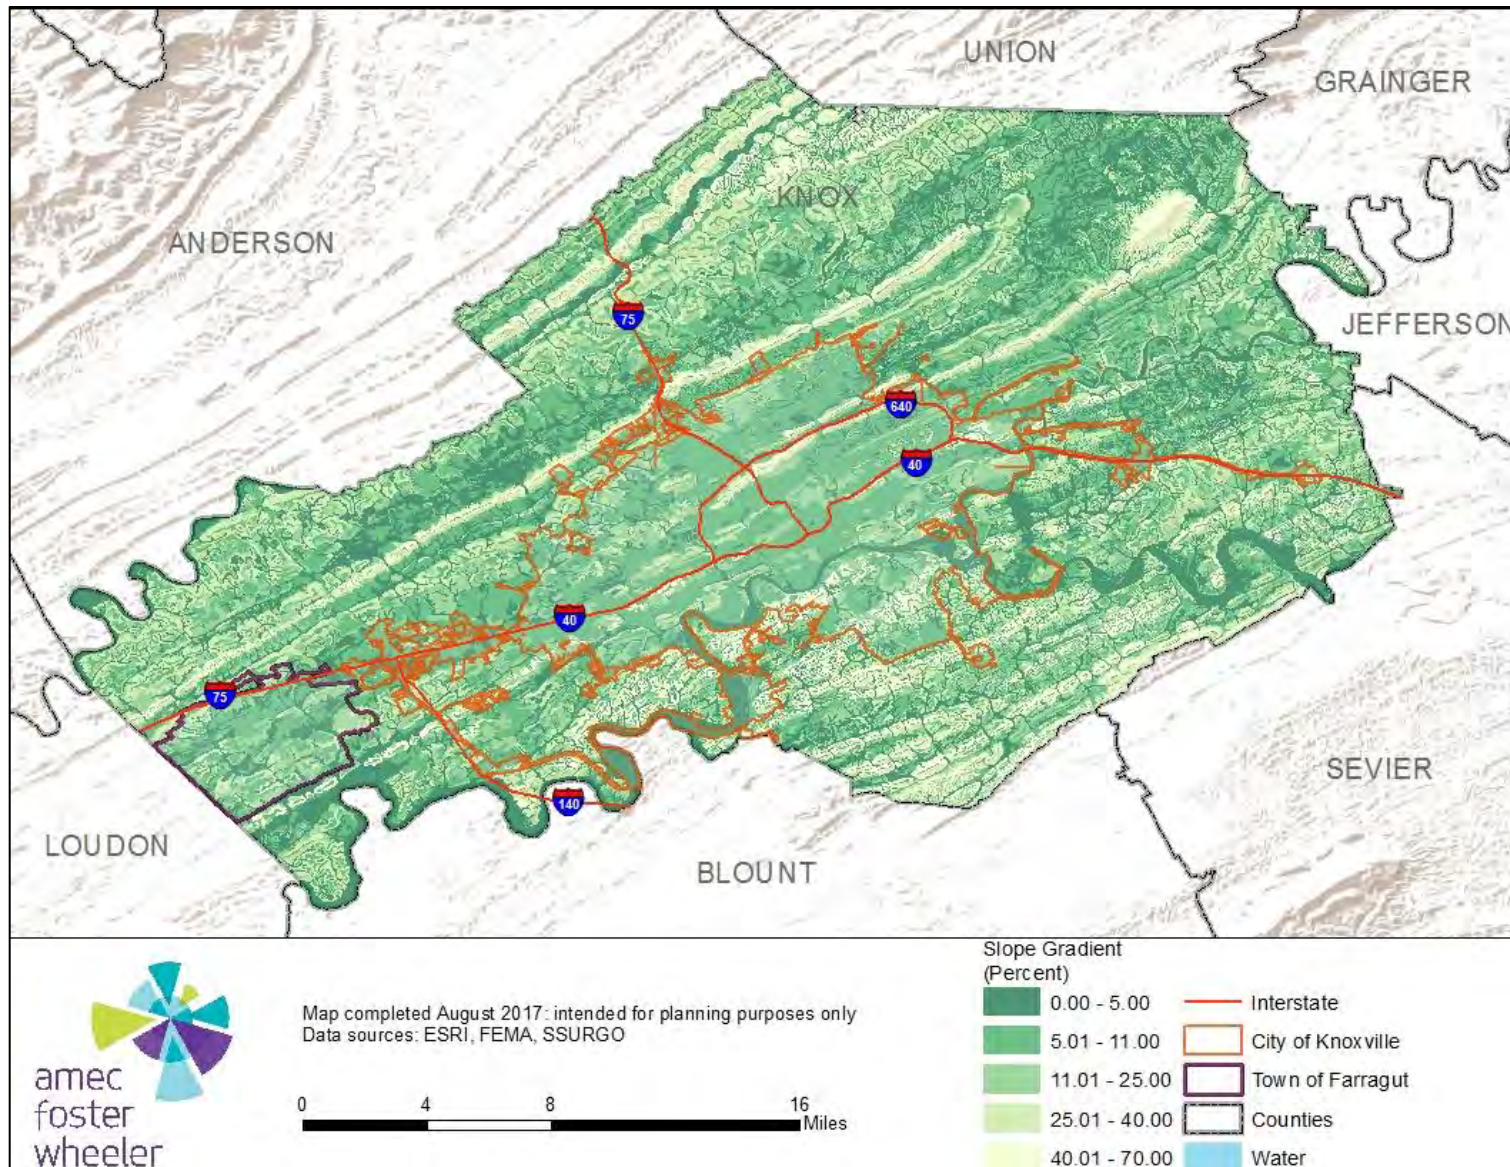 UNION
GRAINGER
KNOX
ANDERSON
75
JEFFERSON
640
40
40
75
SEVIER
140
LOUDON
BLOUNT
amec
foster
wheeler
Map completed August 2017: intended for planning purposes only
Data sources: ESRI, FEMA, SSURGO
0 4 8 16
Miles
Slope Gradient
(Percent)
0.00 - 5.00
5.01 - 11.00
11.01 - 25.00
25.01 - 40.00
40.01 - 70.00
Interstate
City of Knoxville
Town of Farragut
Counties
Water